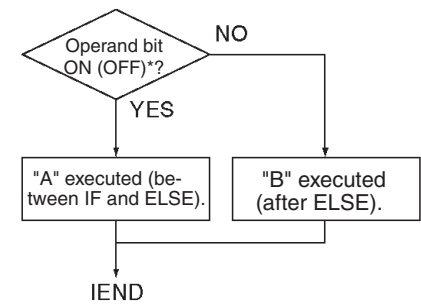 Operand bit
ON (OFF)*?
NO
YES
"A" executed (be-
tween IF and ELSE).
"B" executed
(after ELSE).
IEND